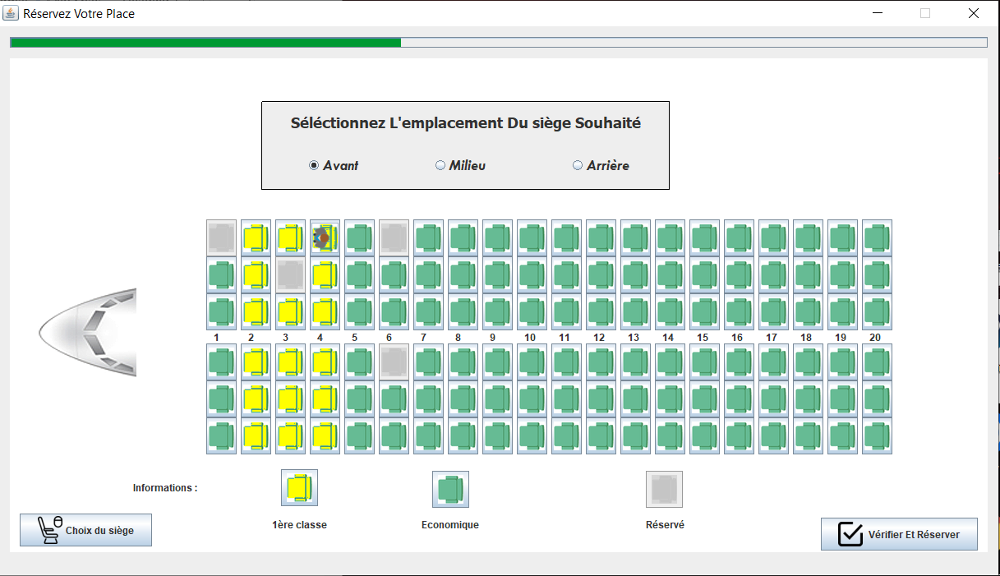 Réservez Votre Place
Séléctionnez L'emplacement Du siège Souhaité
Avant Milieu Arrière
1 2 3 4 5 6 7 8 9 10 11 12 13 14 15 16 17 18 19 20
Informations :
1ère classe Economique Réservé
Choix du siège
Vérifier Et Réserver